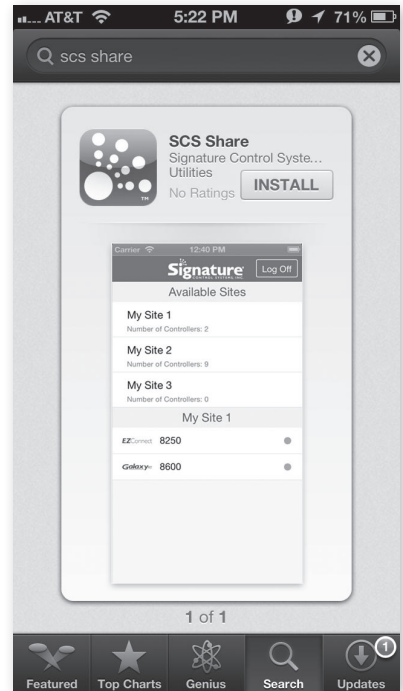 AT&T 5:22 PM 71%
scs share
SCS Share
Signature Control Syste...
Utilities
No Ratings INSTALL
TM
Carrier 12:40 PM
Signature Log Off
CONTROL SYSTEMS, INC.
Available Sites
My Site 1
Number of Controllers: 2
My Site 2
Number of Controllers: 9
My Site 3
Number of Controllers: 0
My Site 1
EZConnect 8250
Galaxy 8600
1 of 1
1
Featured Top Charts Genius Search Updates